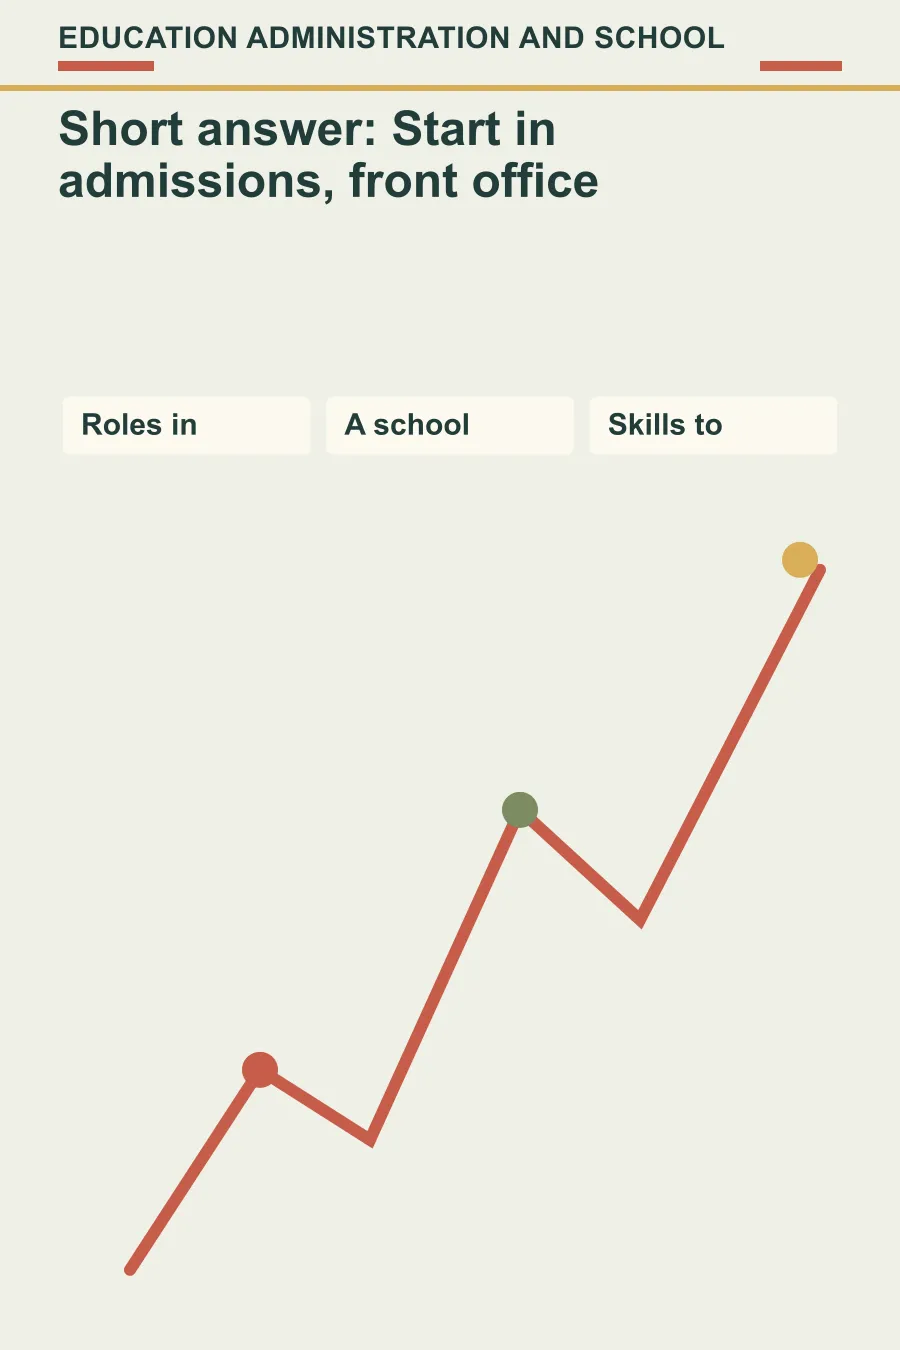 EDUCATION ADMINISTRATION AND SCHOOL
Short answer: Start in
admissions, front office
Roles in
A school
Skills to